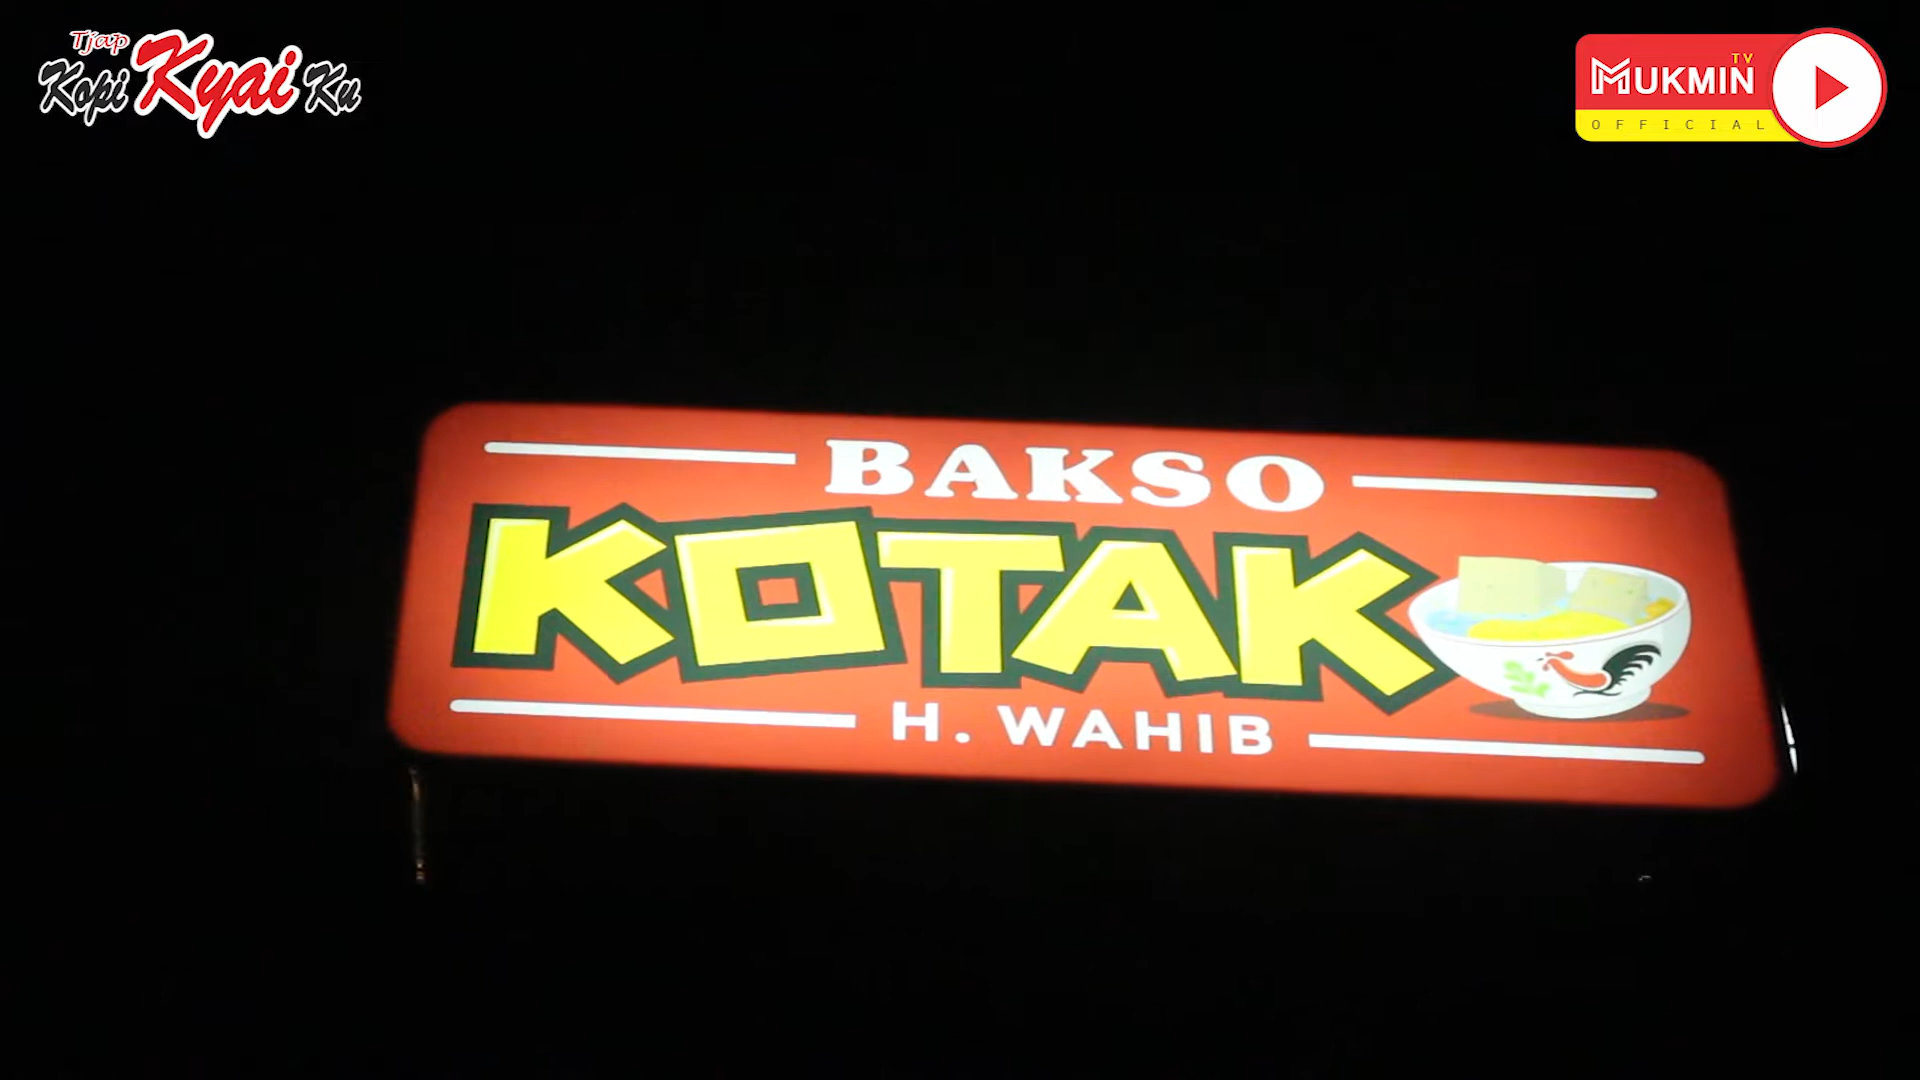 Tjap
Kopi Kyai Ku
MUKMIN TV
OFFICIAL
BAKSO
KOTAK
H. WAHIB